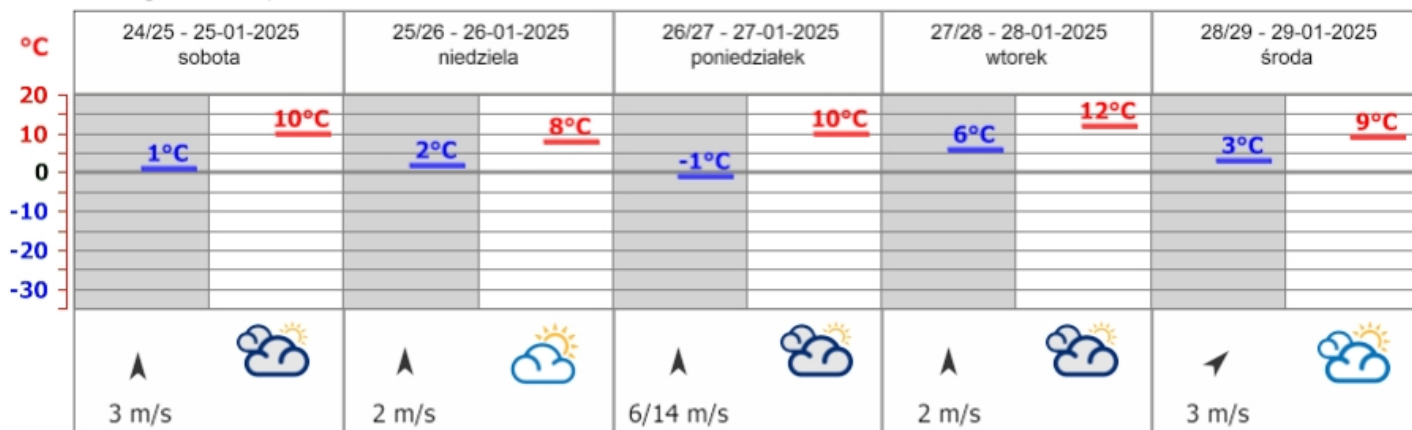 °C
24/25 - 25-01-2025
sobota
25/26 - 26-01-2025
niedziela
26/27 - 27-01-2025
poniedziałek
27/28 - 28-01-2025
wtorek
28/29 - 29-01-2025
środa
20
10
0
-10
-20
-30
1°C
10°C
2°C
8°C
-1°C
10°C
6°C
12°C
3°C
9°C
3 m/s
2 m/s
6/14 m/s
2 m/s
3 m/s